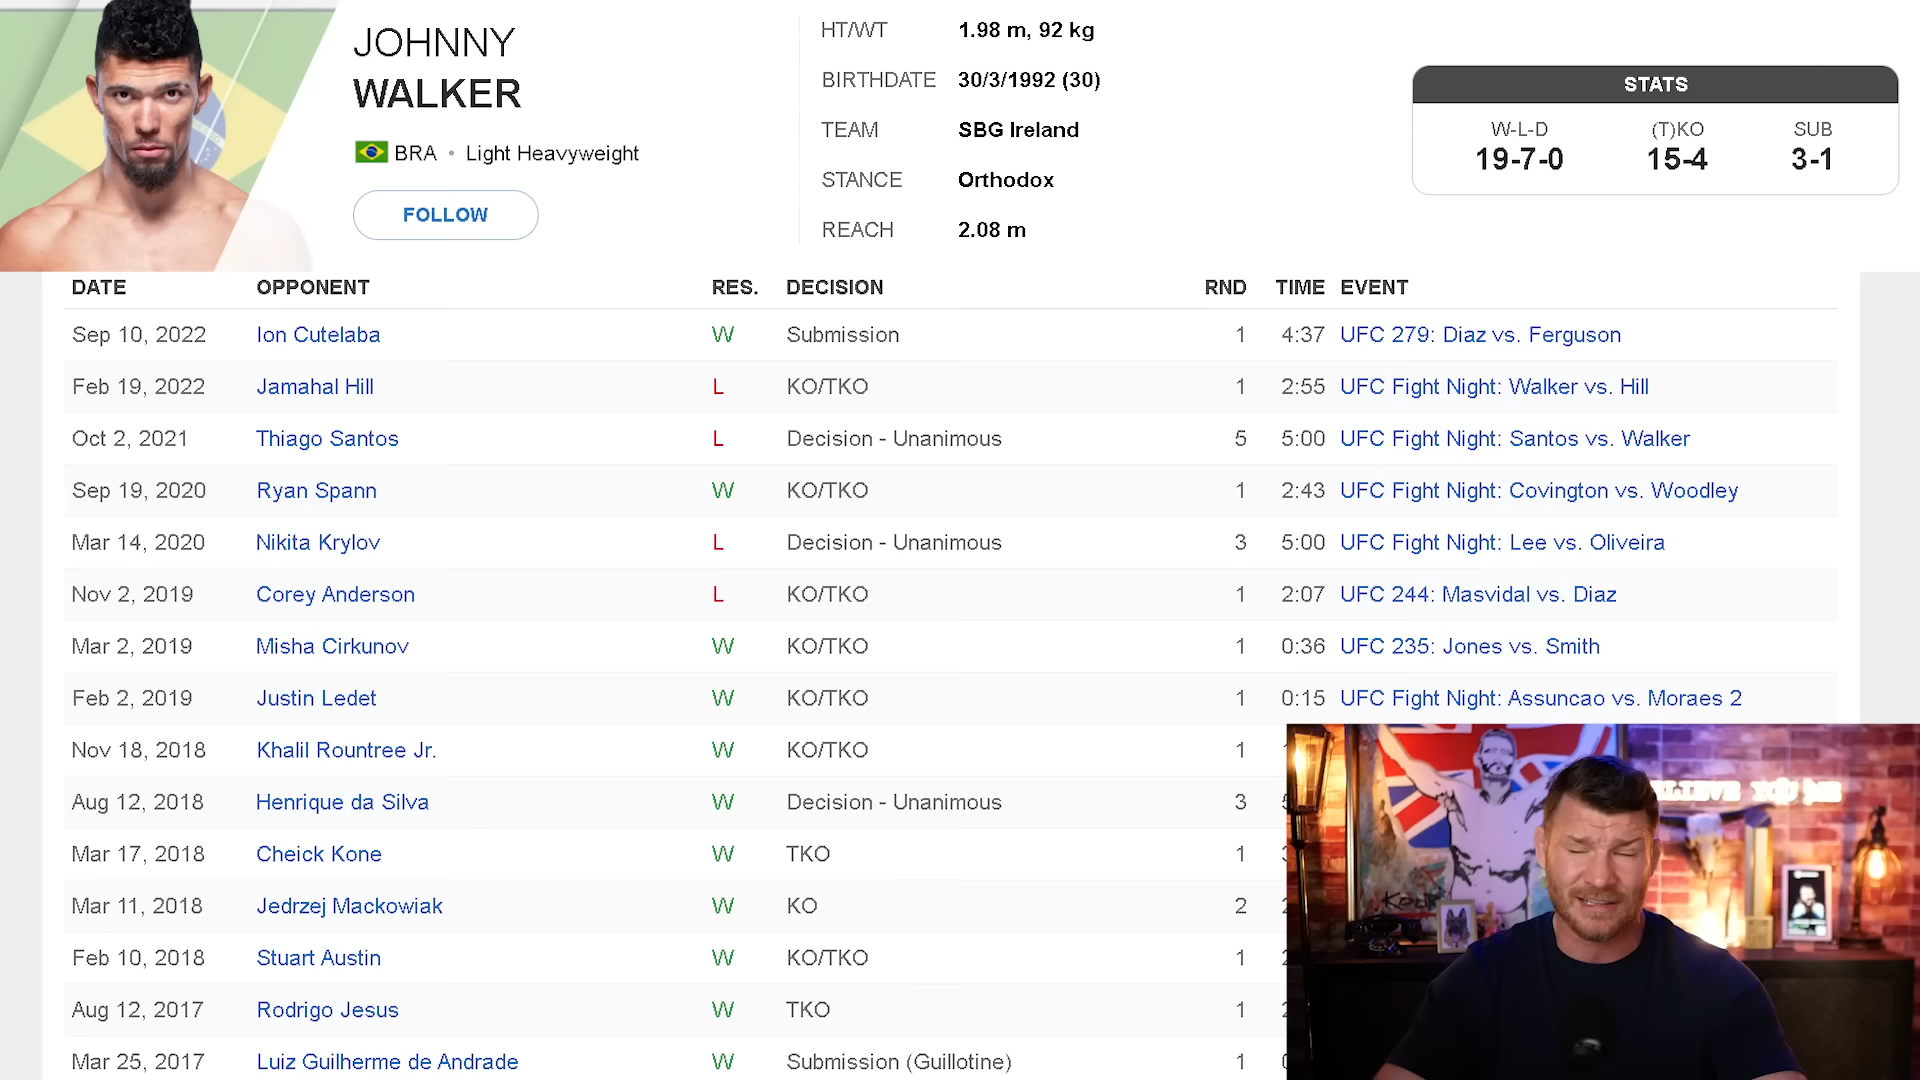 JOHNNY
WALKER
BRA • Light Heavyweight
FOLLOW
HT/WT 1.98 m, 92 kg
BIRTHDATE 30/3/1992 (30)
TEAM SBG Ireland
STANCE Orthodox
REACH 2.08 m
STATS
W-L-D (T)KO SUB
19-7-0 15-4 3-1
DATE OPPONENT RES. DECISION RND TIME EVENT
Sep 10, 2022 Ion Cutelaba W Submission 1 4:37 UFC 279: Diaz vs. Ferguson
Feb 19, 2022 Jamahal Hill L KO/TKO 1 2:55 UFC Fight Night: Walker vs. Hill
Oct 2, 2021 Thiago Santos L Decision - Unanimous 5 5:00 UFC Fight Night: Santos vs. Walker
Sep 19, 2020 Ryan Spann W KO/TKO 1 2:43 UFC Fight Night: Covington vs. Woodley
Mar 14, 2020 Nikita Krylov L Decision - Unanimous 3 5:00 UFC Fight Night: Lee vs. Oliveira
Nov 2, 2019 Corey Anderson L KO/TKO 1 2:07 UFC 244: Masvidal vs. Diaz
Mar 2, 2019 Misha Cirkunov W KO/TKO 1 0:36 UFC 235: Jones vs. Smith
Feb 2, 2019 Justin Ledet W KO/TKO 1 0:15 UFC Fight Night: Assuncao vs. Moraes 2
Nov 18, 2018 Khalil Rountree Jr. W KO/TKO 1
Aug 12, 2018 Henrique da Silva W Decision - Unanimous 3
Mar 17, 2018 Cheick Kone W TKO 1
Mar 11, 2018 Jedrzej Mackowiak W KO 2
Feb 10, 2018 Stuart Austin W KO/TKO 1
Aug 12, 2017 Rodrigo Jesus W TKO 1
Mar 25, 2017 Luiz Guilherme de Andrade W Submission (Guillotine) 1